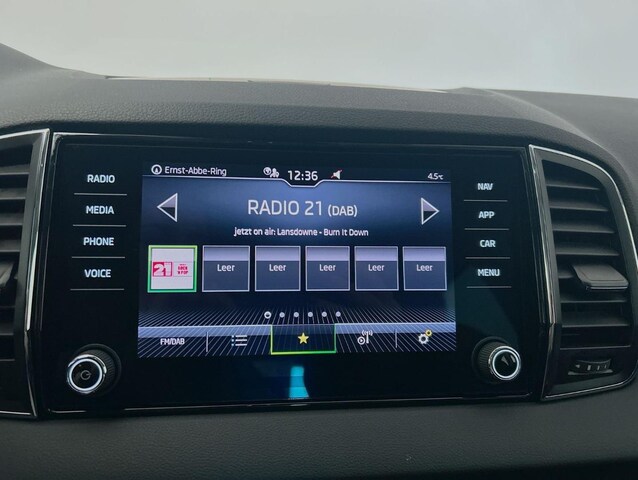 RADIO
MEDIA
PHONE
VOICE
Ernst-Abbe-Ring
12:36
4.5°C
RADIO 21 (DAB)
jetzt on air: Lansdowne - Burn It Down
21
Leer
Leer
Leer
Leer
Leer
FM/DAB
NAV
APP
CAR
MENU